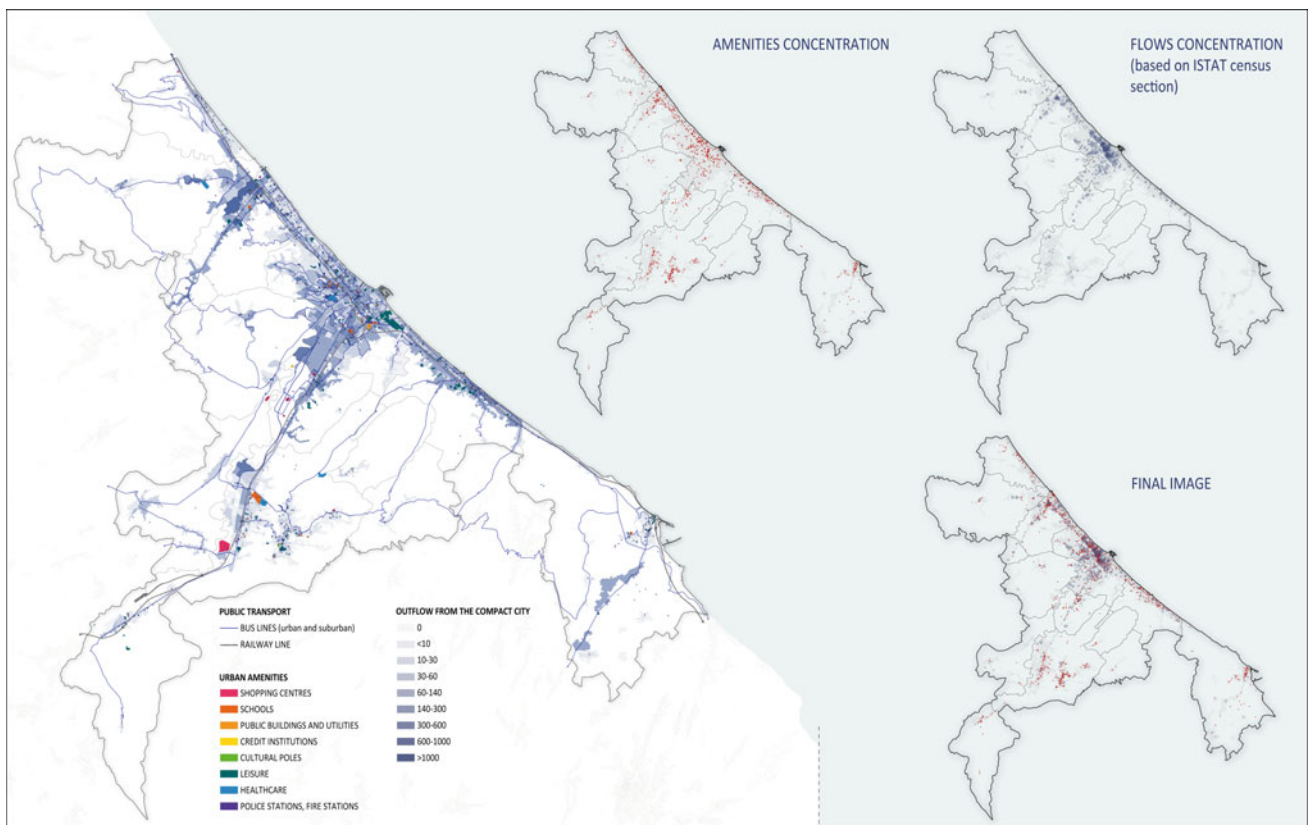 AMENITIES CONCENTRATION
FLOWS CONCENTRATION
(based on ISTAT census
section)
FINAL IMAGE
PUBLIC TRANSPORT
BUS LINES (urban and suburban)
RAILWAY LINE
URBAN AMENITIES
SHOPPING CENTRES
SCHOOLS
PUBLIC BUILDINGS AND UTILITIES
CREDIT INSTITUTIONS
CULTURAL POLES
LEISURE
HEALTHCARE
POLICE STATIONS, FIRE STATIONS
OUTFLOW FROM THE COMPACT CITY
0
<10
10-30
30-60
60-140
140-300
300-600
600-1000
>1000